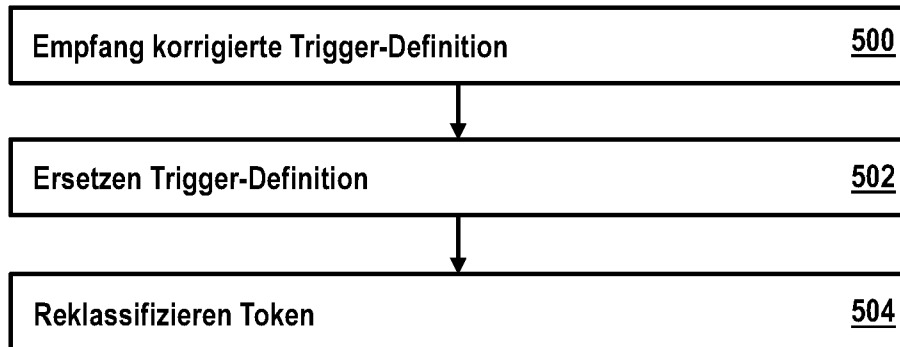 Empfang korrigierte Trigger-Definition 500
Ersetzen Trigger-Definition 502
Reklassifizieren Token 504